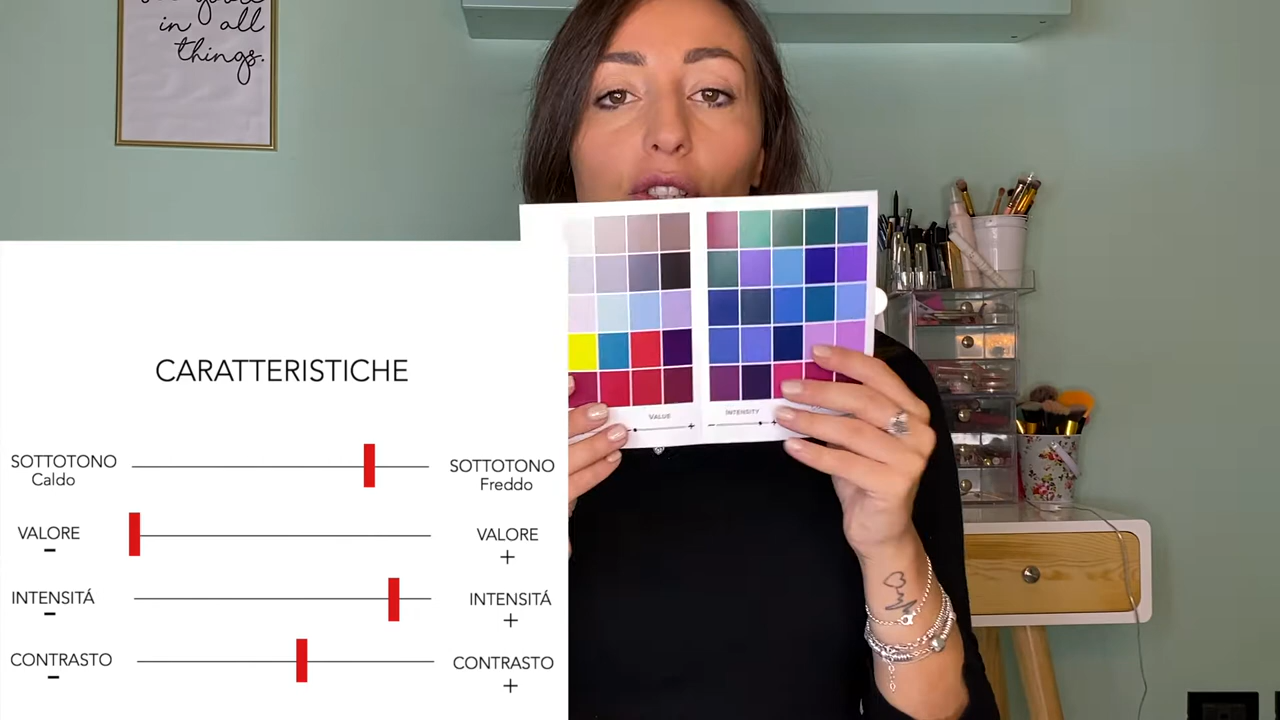 in all
things.
CARATTERISTICHE
SOTTOTONO
Caldo
SOTTOTONO
Freddo
VALORE
-
VALORE
+
INTENSITÁ
-
INTENSITÁ
+
CONTRASTO
-
CONTRASTO
+
VALUE
+
INTENSITY
-